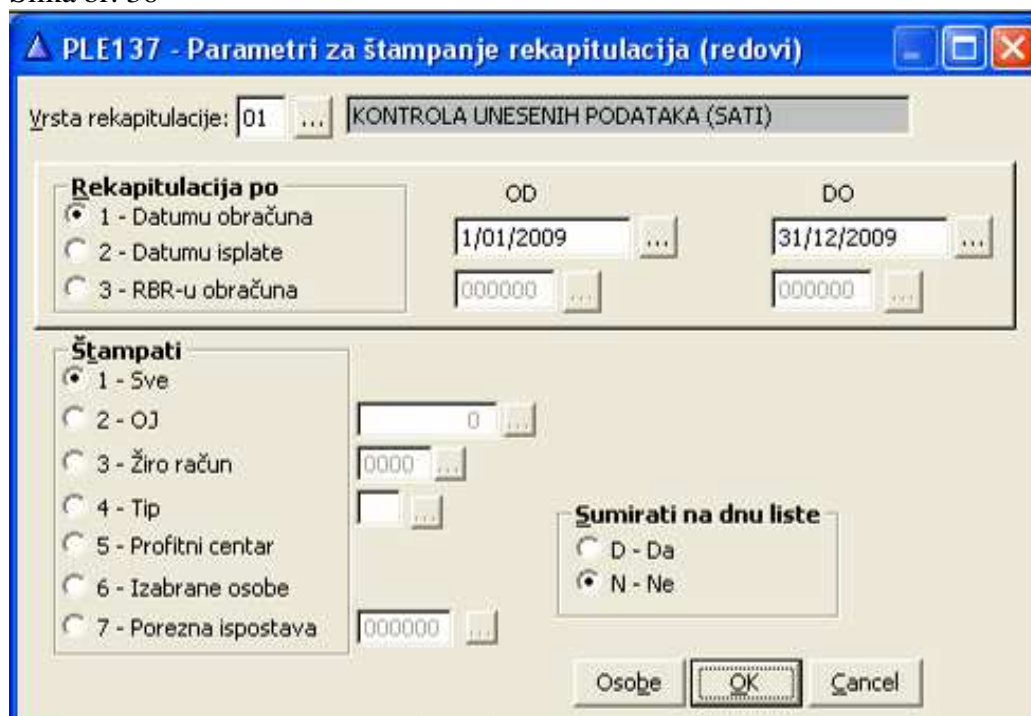 PLE137 - Parametri za štampanje rekapitulacija (redovi)
Vrsta rekapitulacije: 01 ... KONTROLA UNESENIH PODATAKA (SATI)
Rekapitulacija po OD DO
1 - Datumu obračuna 1/01/2009 ... 31/12/2009 ...
2 - Datumu isplate
3 - RBR-u obračuna 000000 ... 000000 ...
Štampati
1 - Sve
2 - OJ 0 ...
3 - Žiro račun 0000 ...
4 - Tip ...
5 - Profitni centar
6 - Izabrane osobe
7 - Porezna ispostava 000000 ...
Sumirati na dnu liste
D - Da
N - Ne
Osobe OK Cancel